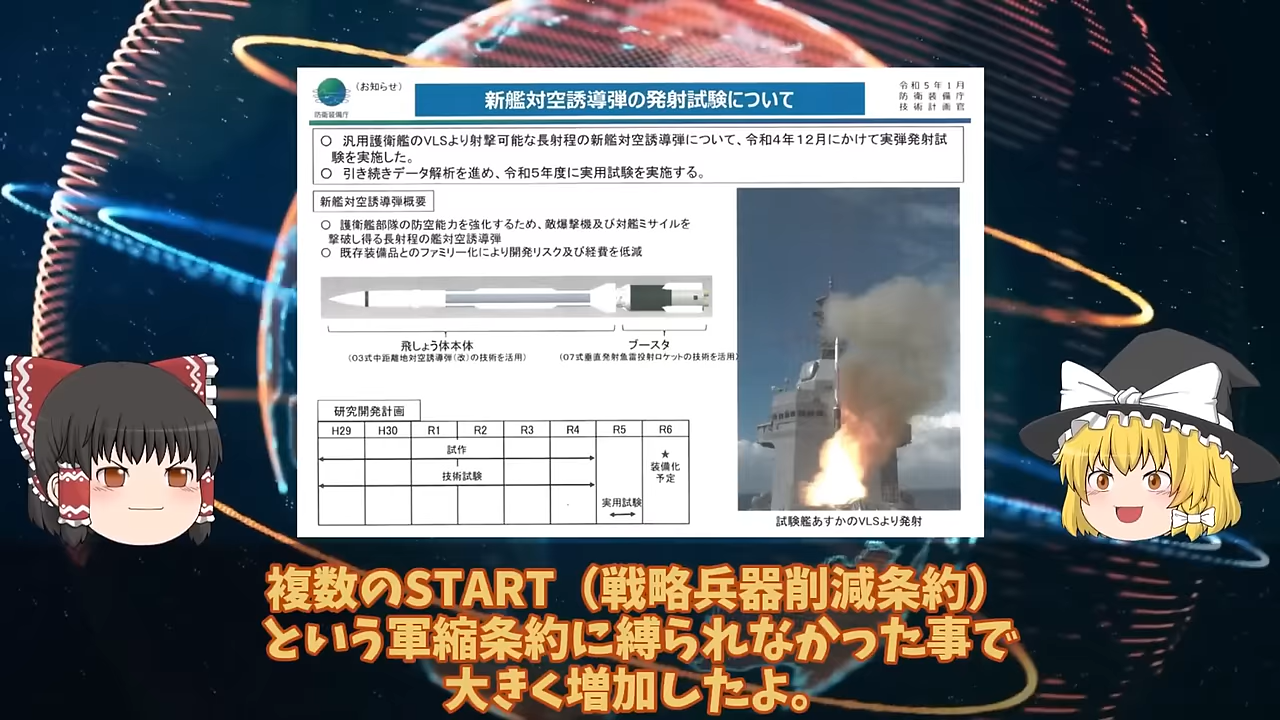 (お知らせ)
防衛装備庁
新艦対空誘導弾の発射試験について
令和5年1月
防衛装備庁
技術計画官
○ 汎用護衛艦のVLSより射撃可能な長射程の新艦対空誘導弾について、令和4年12月にかけて実弾発射試
験を実施した。
○ 引き続きデータ解析を進め、令和5年度に実用試験を実施する。
新艦対空誘導弾概要
○ 護衛艦部隊の防空能力を強化するため、敵爆撃機及び対艦ミサイルを
撃破し得る長射程の艦対空誘導弾
○ 既存装備品とのファミリー化により開発リスク及び経費を低減
飛しょう体本体
(03式中距離地対空誘導弾(改)の技術を活用)
ブースタ
(07式垂直発射魚雷投射ロケットの技術を活用)
研究開発計画
H29 H30 R1 R2 R3 R4 R5 R6
試作
技術試験
実用試験
★
装備化
予定
試験艦あすかのVLSより発射
複数のSTART(戦略兵器削減条約)
という軍縮条約に縛られなかった事で
大きく増加したよ。